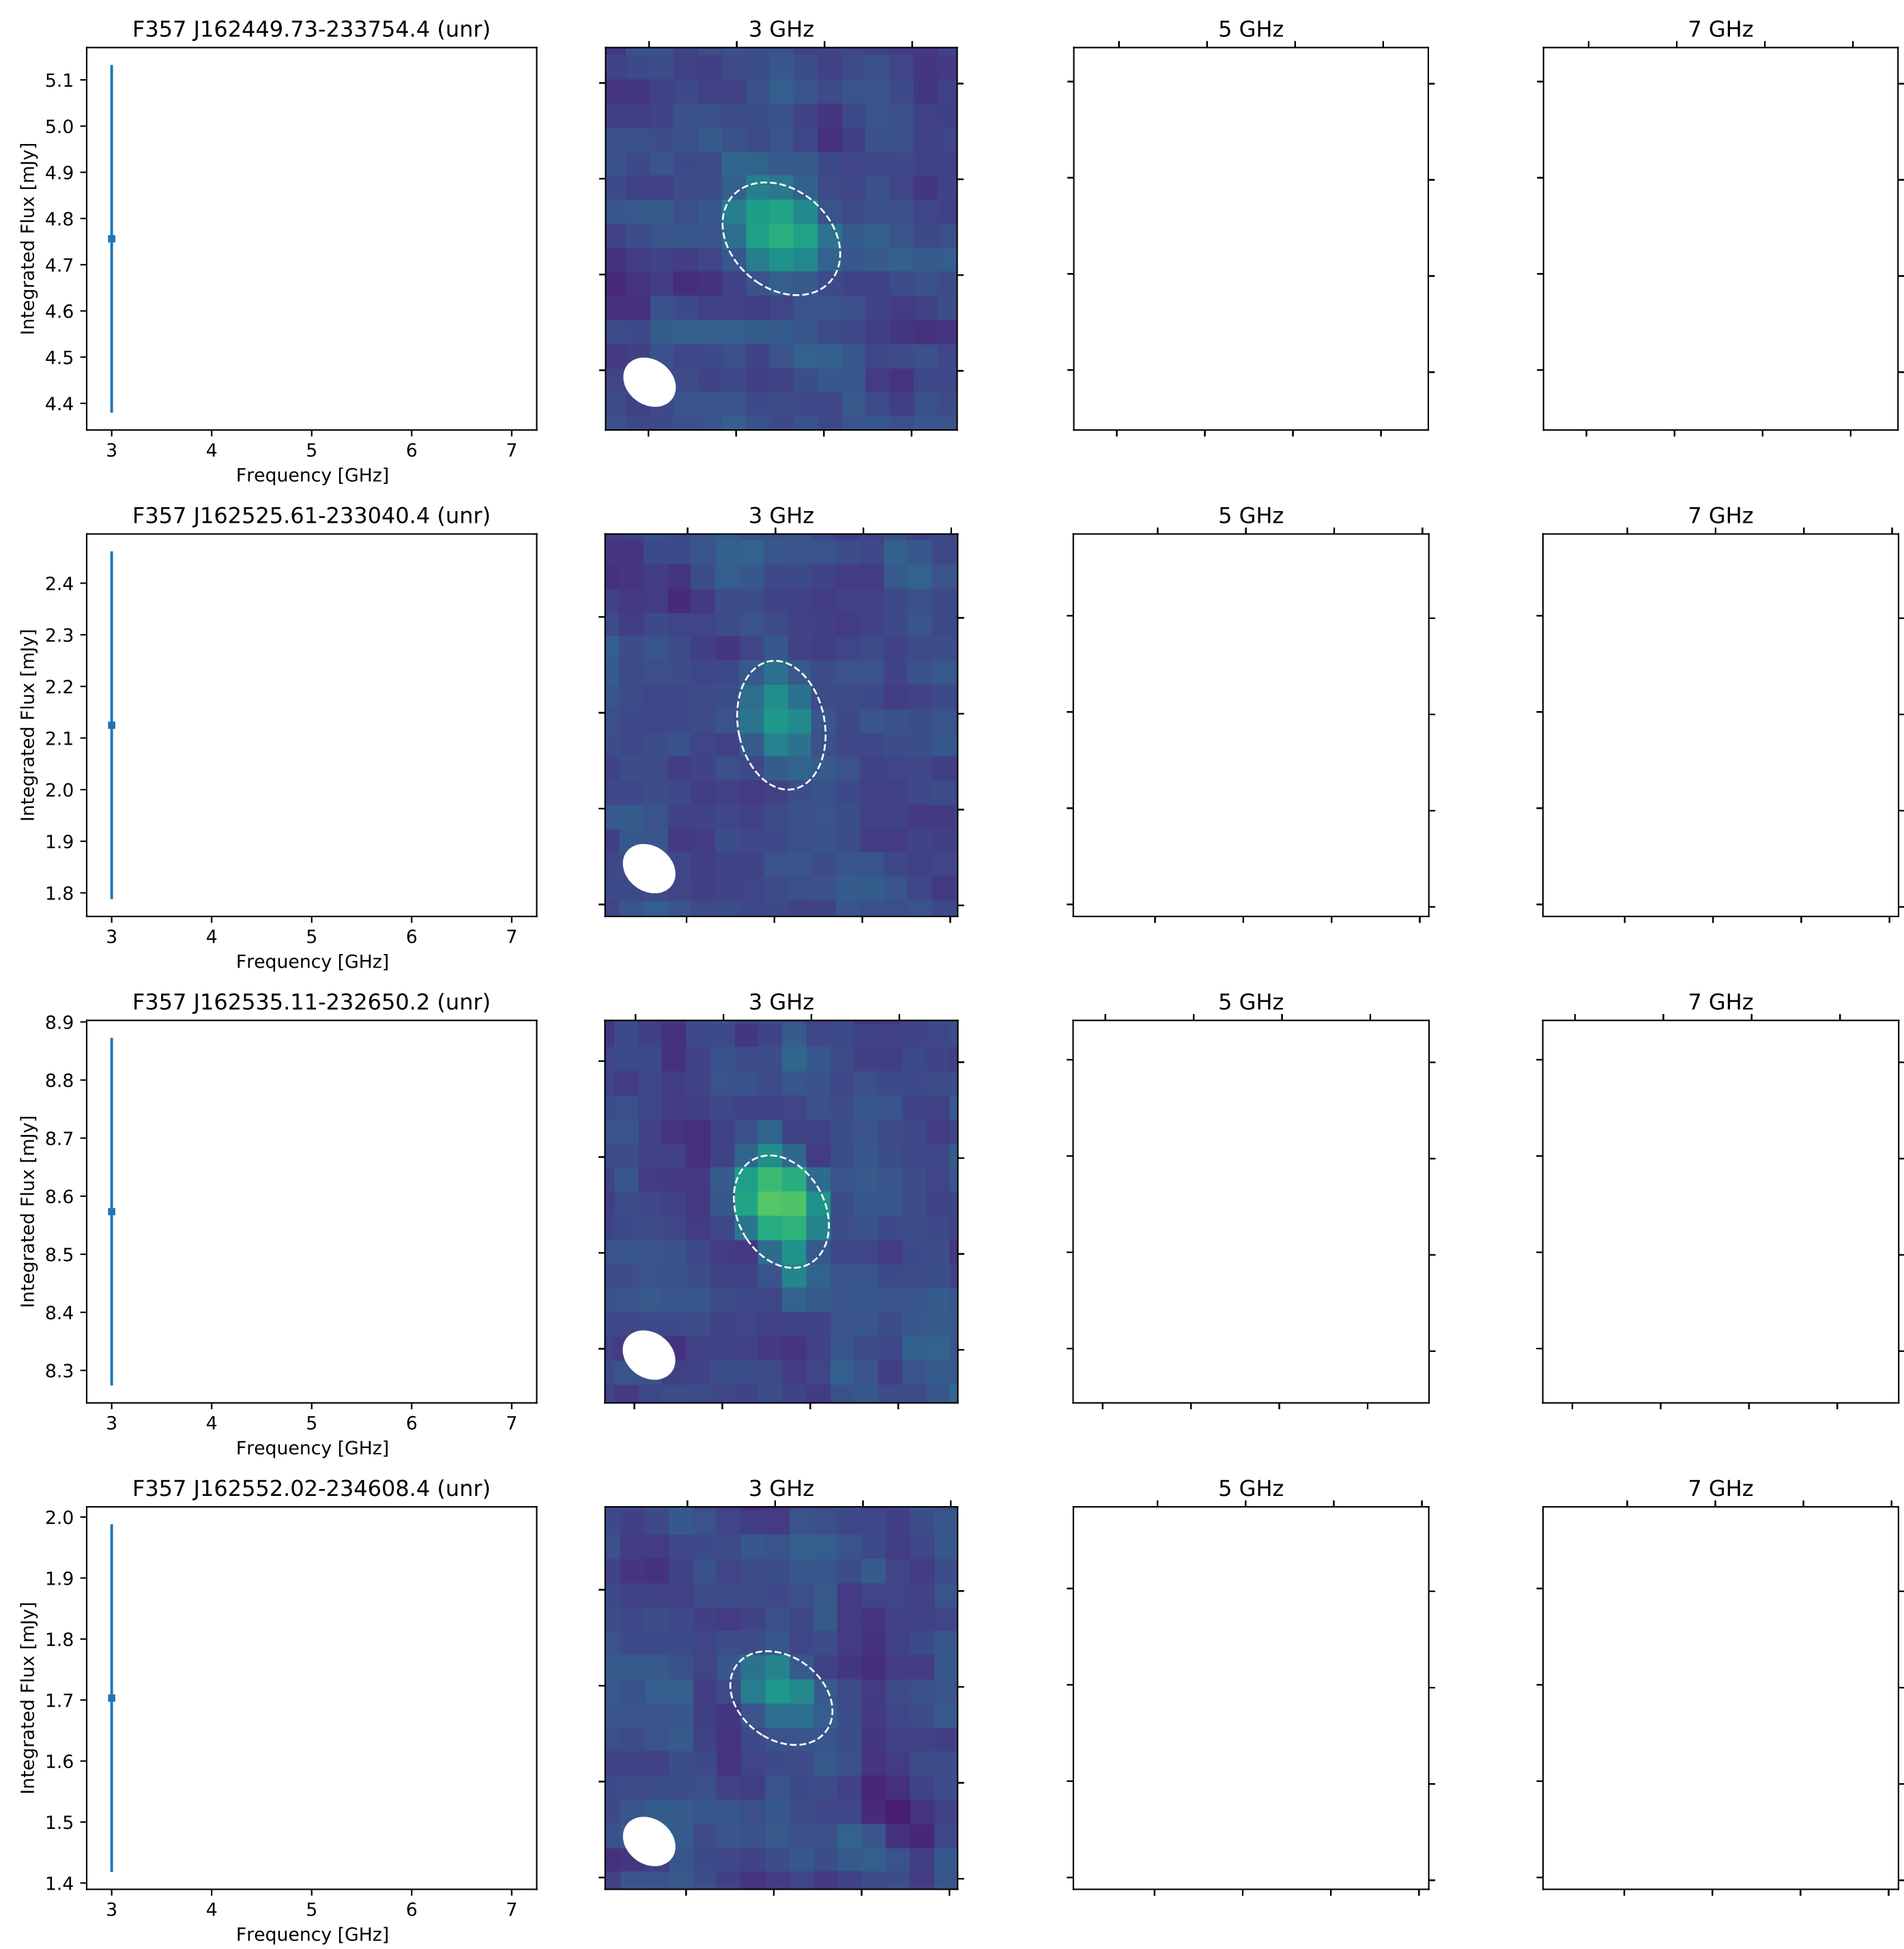 F357 J162449.73-233754.4 (unr)
3 GHz
5 GHz
7 GHz
Integrated Flux [mJy]
5.1
5.0
4.9
4.8
4.7
4.6
4.5
4.4
3 4 5 6 7
Frequency [GHz]
F357 J162525.61-233040.4 (unr)
3 GHz
5 GHz
7 GHz
Integrated Flux [mJy]
2.4
2.3
2.2
2.1
2.0
1.9
1.8
3 4 5 6 7
Frequency [GHz]
F357 J162535.11-232650.2 (unr)
3 GHz
5 GHz
7 GHz
Integrated Flux [mJy]
8.9
8.8
8.7
8.6
8.5
8.4
8.3
3 4 5 6 7
Frequency [GHz]
F357 J162552.02-234608.4 (unr)
3 GHz
5 GHz
7 GHz
Integrated Flux [mJy]
2.0
1.9
1.8
1.7
1.6
1.5
1.4
3 4 5 6 7
Frequency [GHz]